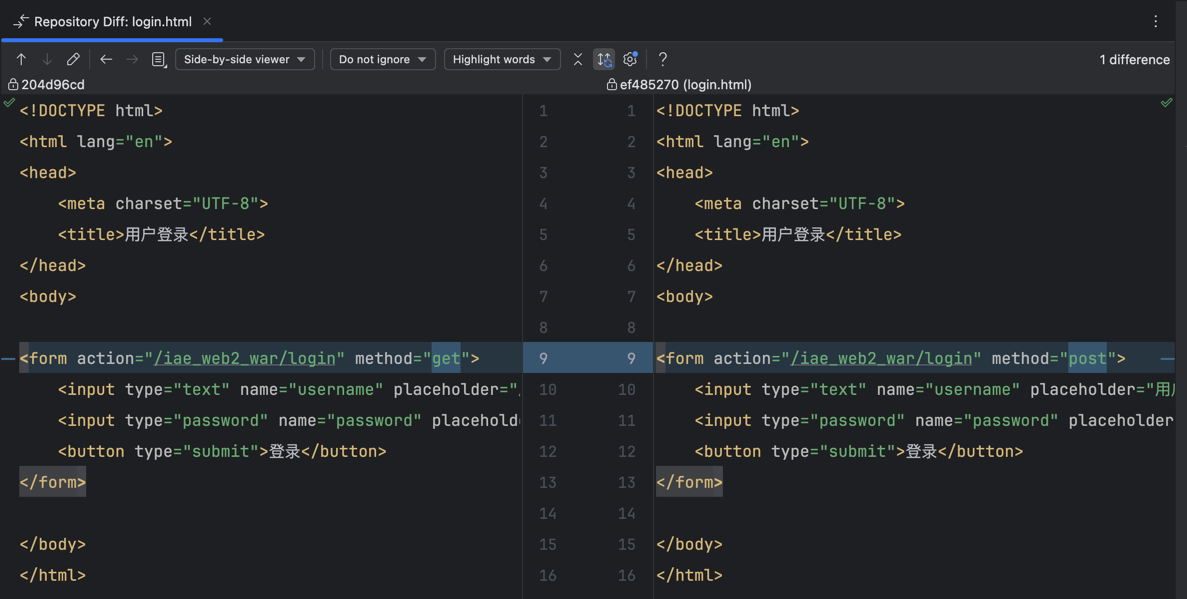 Repository Diff: login.html
Side-by-side viewer
Do not ignore
Highlight words
?
1 difference
204d96cd
ef485270 (login.html)
<!DOCTYPE html>
1
1
<!DOCTYPE html>
<html lang="en">
2
2
<html lang="en">
<head>
3
3
<head>
<meta charset="UTF-8">
4
4
<meta charset="UTF-8">
<title>用户登录</title>
5
5
<title>用户登录</title>
</head>
6
6
</head>
<body>
7
7
<body>
8
8
<form action="/iae_web2_war/login" method="get">
9
9
<form action="/iae_web2_war/login" method="post">
<input type="text" name="username" placeholder="
10
10
<input type="text" name="username" placeholder="用户
<input type="password" name="password" placehold
11
11
<input type="password" name="password" placeholder
<button type="submit">登录</button>
12
12
<button type="submit">登录</button>
</form>
13
13
</form>
14
14
</body>
15
15
</body>
</html>
16
16
</html>